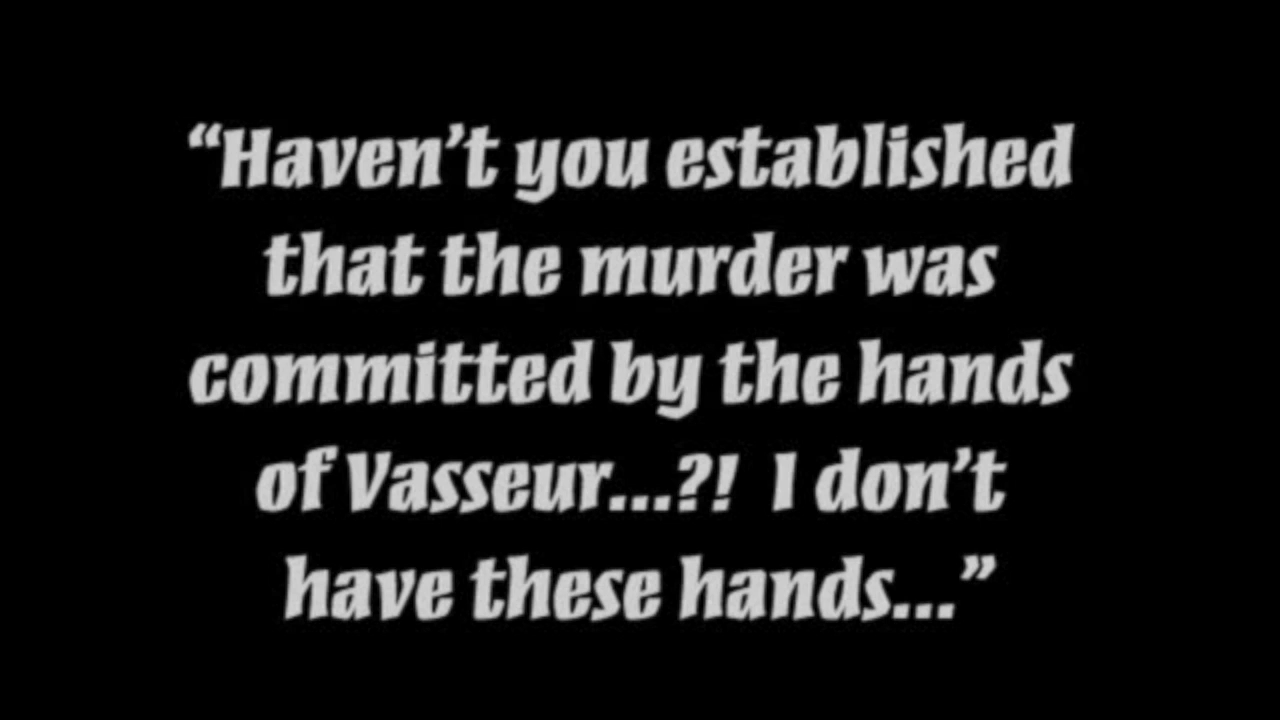 “Haven’t you established
that the murder was
committed by the hands
of Vasseur...?!  I don’t
have these hands...”